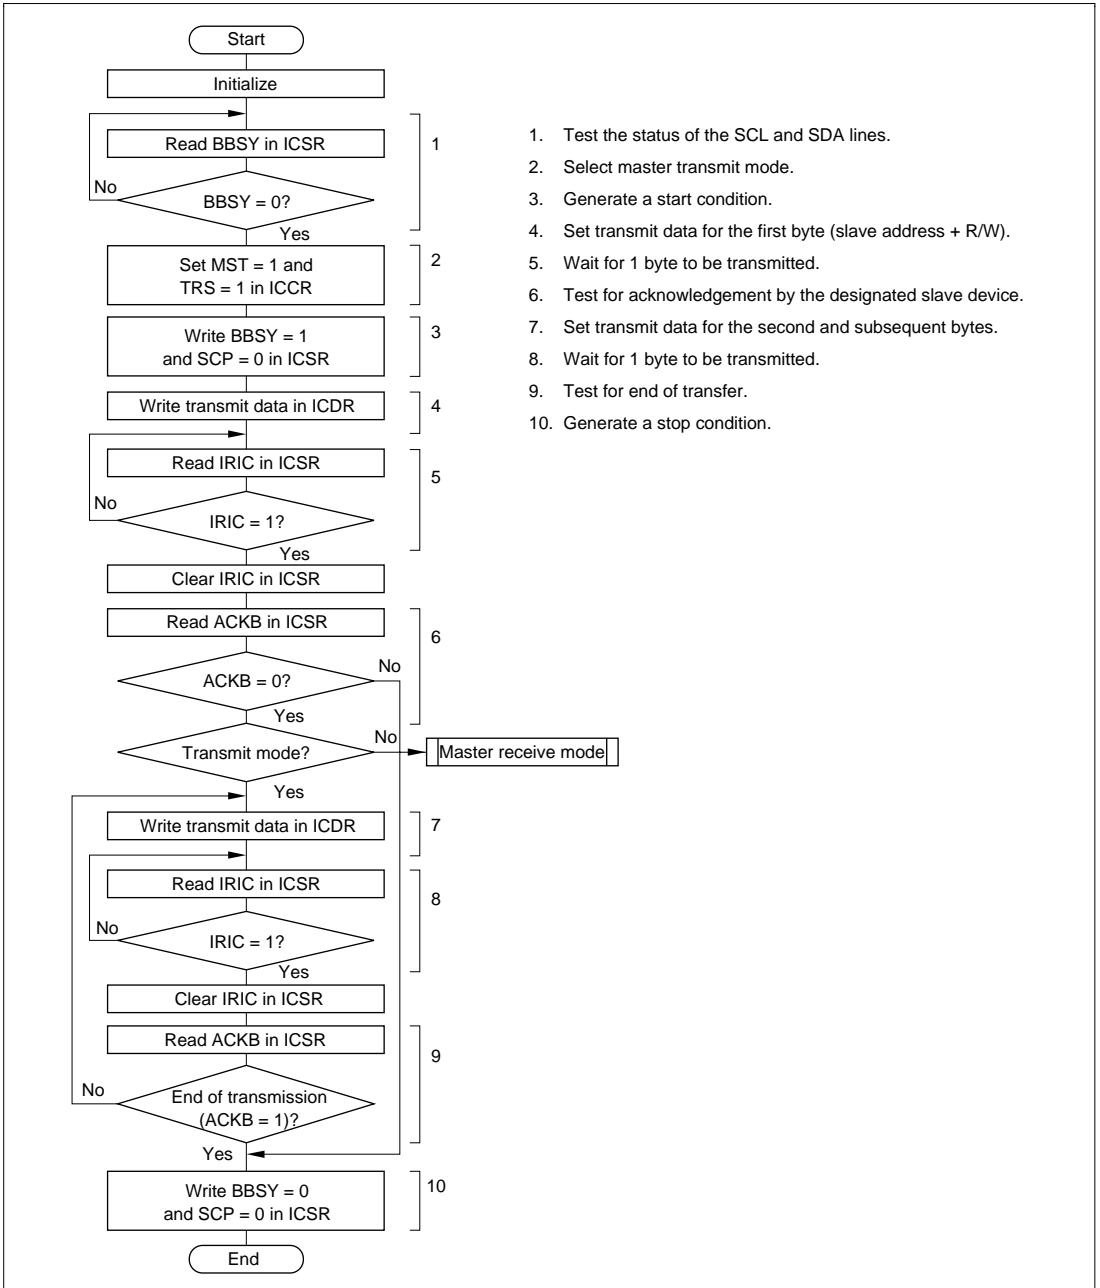 Start
Initialize
Read BBSY in ICSR
1
No
BBSY = 0?
Yes
Set MST = 1 and
TRS = 1 in ICCR
2
Write BBSY = 1
and SCP = 0 in ICSR
3
Write transmit data in ICDR
4
Read IRIC in ICSR
5
No
IRIC = 1?
Yes
Clear IRIC in ICSR
Read ACKB in ICSR
6
No
ACKB = 0?
Yes
No
Transmit mode?
Master receive mode
Yes
Write transmit data in ICDR
7
Read IRIC in ICSR
8
No
IRIC = 1?
Yes
Clear IRIC in ICSR
Read ACKB in ICSR
9
No
End of transmission
(ACKB = 1)?
Yes
Write BBSY = 0
and SCP = 0 in ICSR
10
End
1. Test the status of the SCL and SDA lines.
2. Select master transmit mode.
3. Generate a start condition.
4. Set transmit data for the first byte (slave address + R/W).
5. Wait for 1 byte to be transmitted.
6. Test for acknowledgement by the designated slave device.
7. Set transmit data for the second and subsequent bytes.
8. Wait for 1 byte to be transmitted.
9. Test for end of transfer.
10. Generate a stop condition.